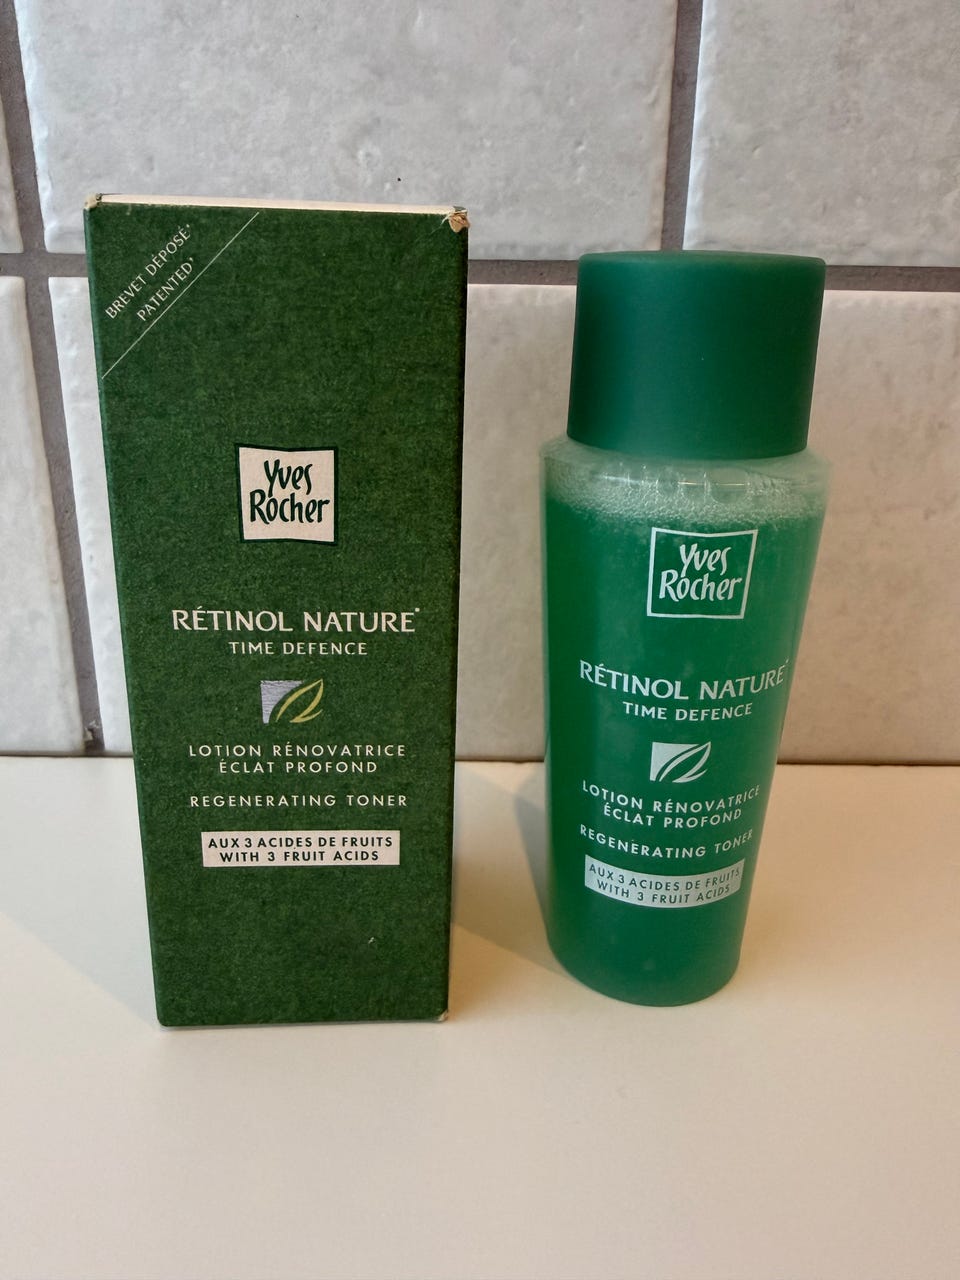 BREVET DÉPOSÉ*
PATENTED*
Yves
Rocher
RÉTINOL NATURE*
TIME DEFENCE
LOTION RÉNOVATRICE
ÉCLAT PROFOND
REGENERATING TONER
AUX 3 ACIDES DE FRUITS
WITH 3 FRUIT ACIDS
Yves
Rocher
RÉTINOL NATURE*
TIME DEFENCE
LOTION RÉNOVATRICE
ÉCLAT PROFOND
REGENERATING TONER
AUX 3 ACIDES DE FRUITS
WITH 3 FRUIT ACIDS